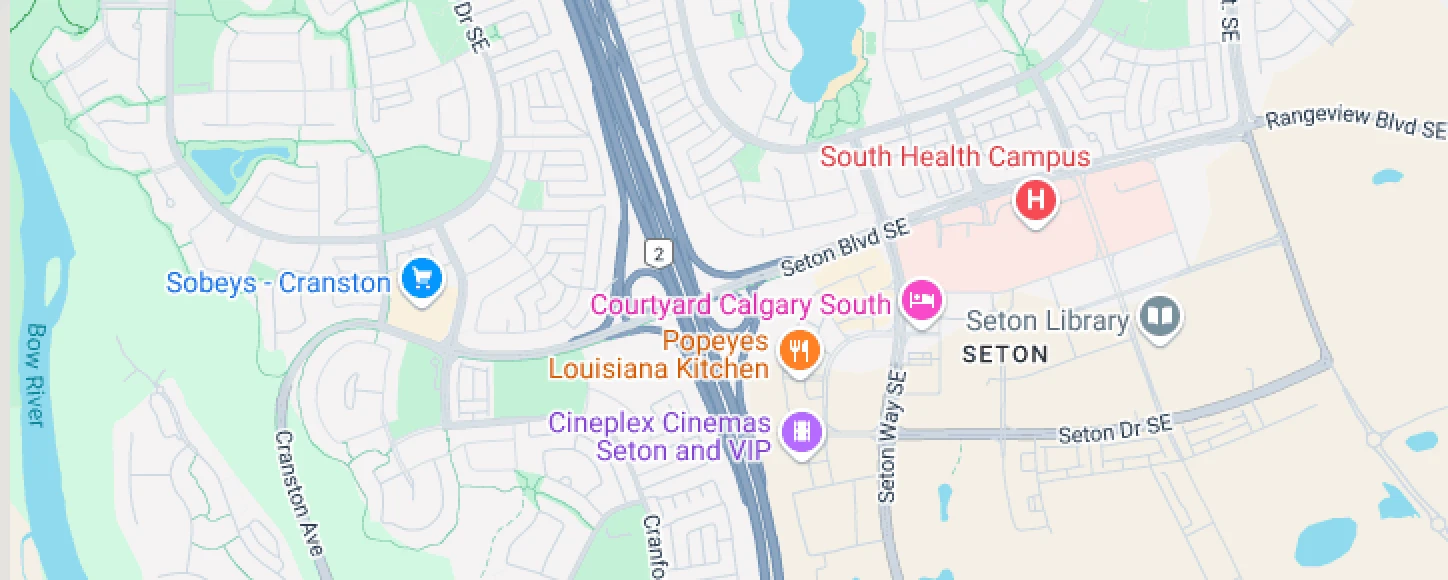 Dr SE
t. SE
Rangeview Blvd SE
South Health Campus
H
Seton Blvd SE
2
Sobeys - Cranston
Courtyard Calgary South
Seton Library
Popeyes
Louisiana Kitchen
SETON
Bow River
Seton Way SE
Cineplex Cinemas
Seton and VIP
Seton Dr SE
Cranston Ave
Cranfo